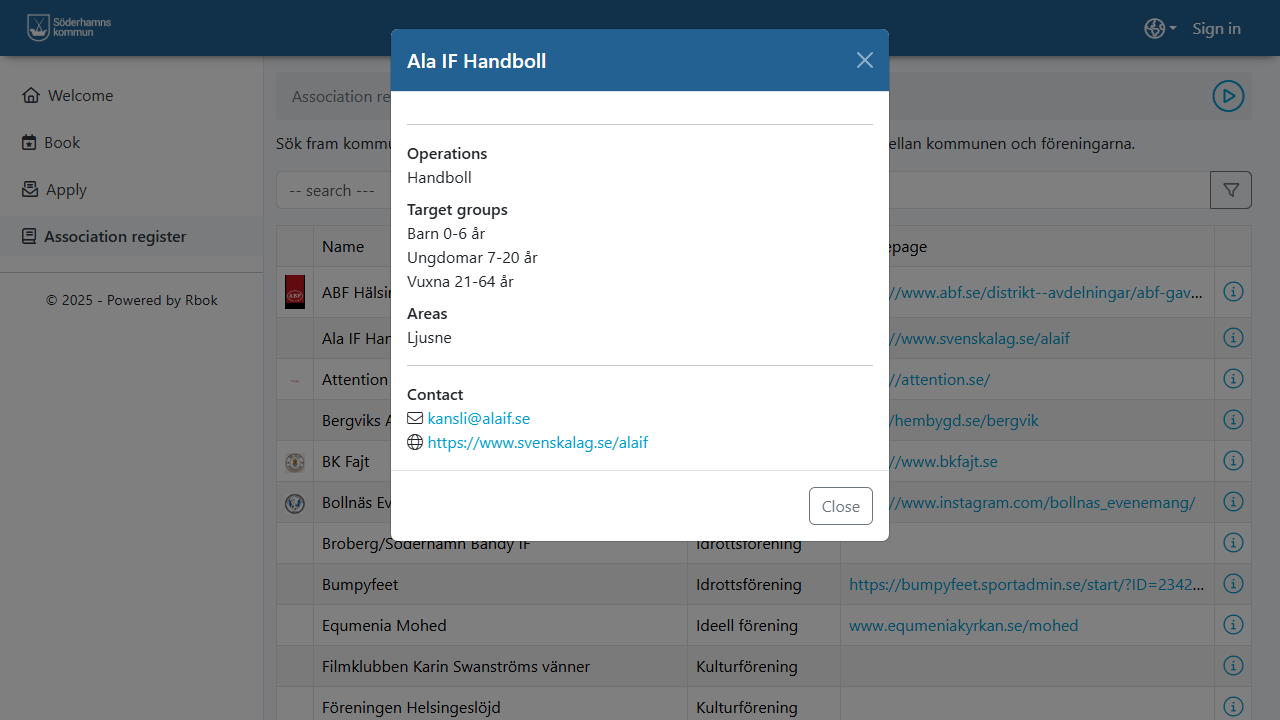 Söderhamns
kommun
Sign in
Welcome
Book
Apply
Association register
© 2025 - Powered by Rbok
Association
Sök fram
ellan kommunen och föreningarna.
-- search ---
Ala IF Handboll
Operations
Handboll
Target groups
Barn 0-6 år
Ungdomar 7-20 år
Vuxna 21-64 år
Areas
Ljusne
Contact
kansli@alaif.se
https://www.svenskalag.se/alaif
Close
Name
epage
ABF
//www.abf.se/distrikt--avdelningar/abf-gav...
Ala IF
//www.svenskalag.se/alaif
Attention
//attention.se/
Bergviks
/hembygd.se/bergvik
BK Fajt
//www.bkfajt.se
Bollnäs
//www.instagram.com/bollnas_evenemang/
Broberg/Söderhamn Bandy IF
Idrottsförening
Bumpyfeet
Idrottsförening
https://bumpyfeet.sportadmin.se/start/?ID=2342...
Equmenia Mohed
Ideell förening
www.equmeniakyrkan.se/mohed
Filmklubben Karin Swanströms vänner
Kulturförening
Föreningen Helsingeslöjd
Kulturförening